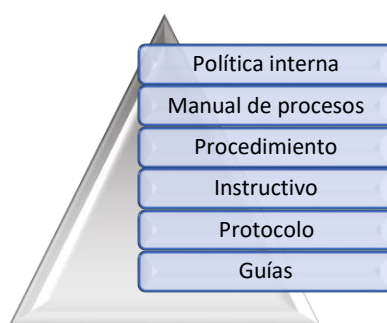 Política interna
Manual de procesos
Procedimiento
Instructivo
Protocolo
Guías